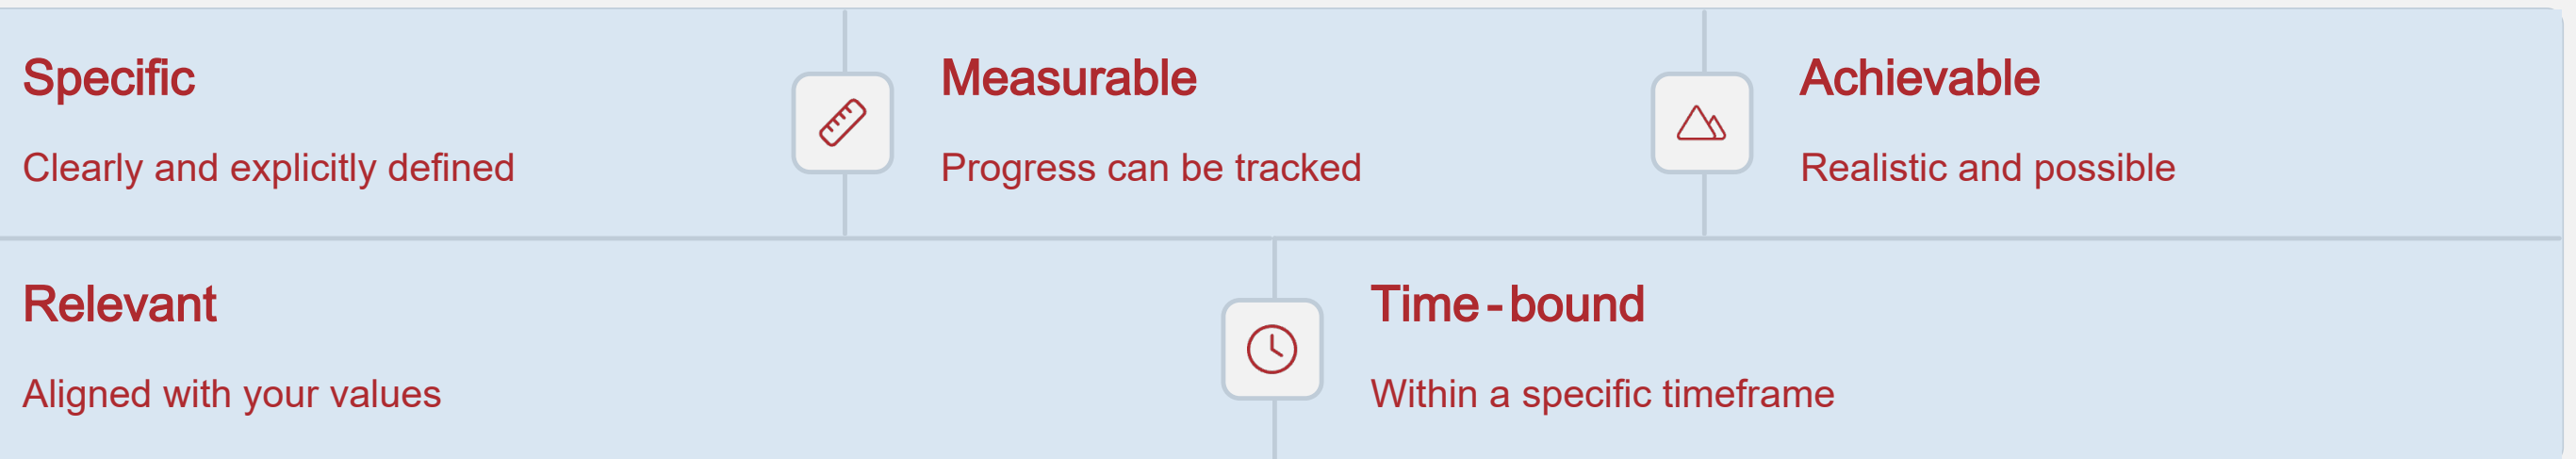 Specific
Measurable
Achievable
Clearly and explicitly defined
Progress can be tracked
Realistic and possible
Relevant
Time-bound
Aligned with your values
Within a specific timeframe